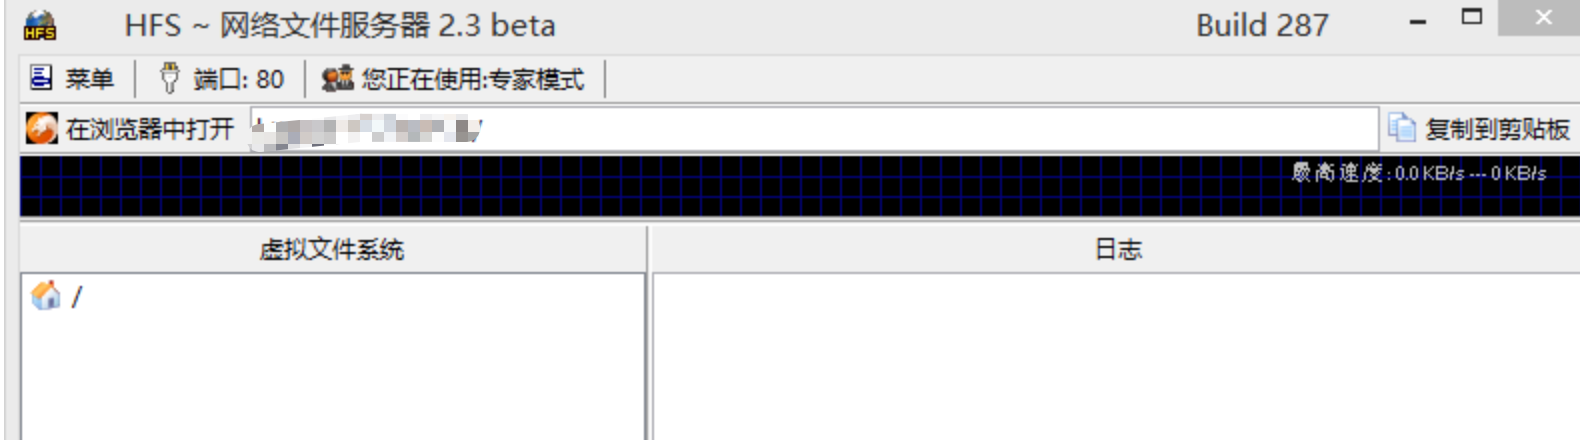 HFS ~ 网络文件服务器 2.3 beta Build 287
菜单 端口: 80 您正在使用:专家模式
在浏览器中打开 / 复制到剪贴板
最高速度: 0.0 KB/s --- 0 KB/s
虚拟文件系统 日志
/